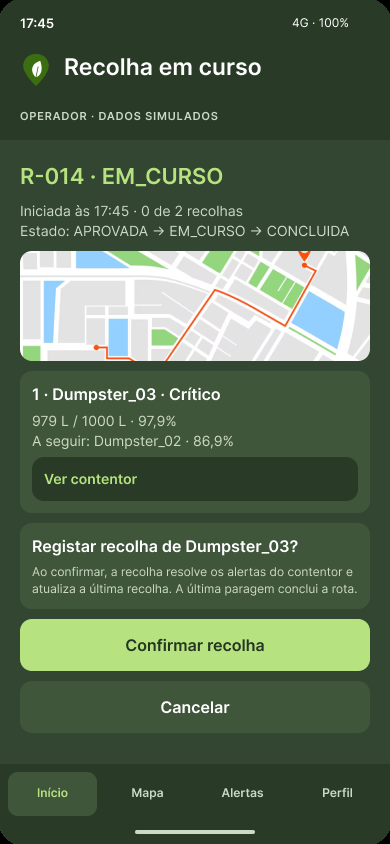 17:45
4G · 100%
Recolha em curso
OPERADOR · DADOS SIMULADOS
R-014 · EM_CURSO
Iniciada às 17:45 · 0 de 2 recolhas
Estado: APROVADA → EM_CURSO → CONCLUIDA
1 · Dumpster_03 · Crítico
979 L / 1000 L · 97,9%
A seguir: Dumpster_02 · 86,9%
Ver contentor
Registar recolha de Dumpster_03?
Ao confirmar, a recolha resolve os alertas do contentor e
atualiza a última recolha. A última paragem conclui a rota.
Confirmar recolha
Cancelar
Início
Mapa
Alertas
Perfil